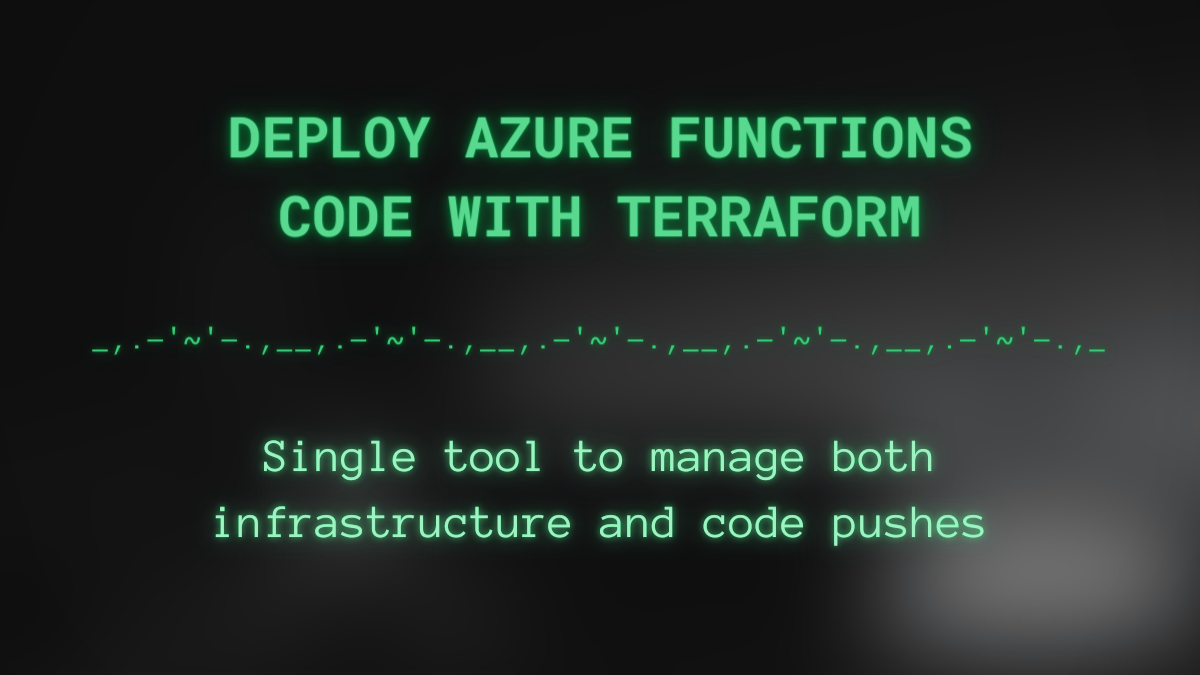 DEPLOY AZURE FUNCTIONS
CODE WITH TERRAFORM
_,.-'~'-.,__,.-'~'-.,__,.-'~'-.,__,.-'~'-.,__,.-'~'-.,_
Single tool to manage both
infrastructure and code pushes